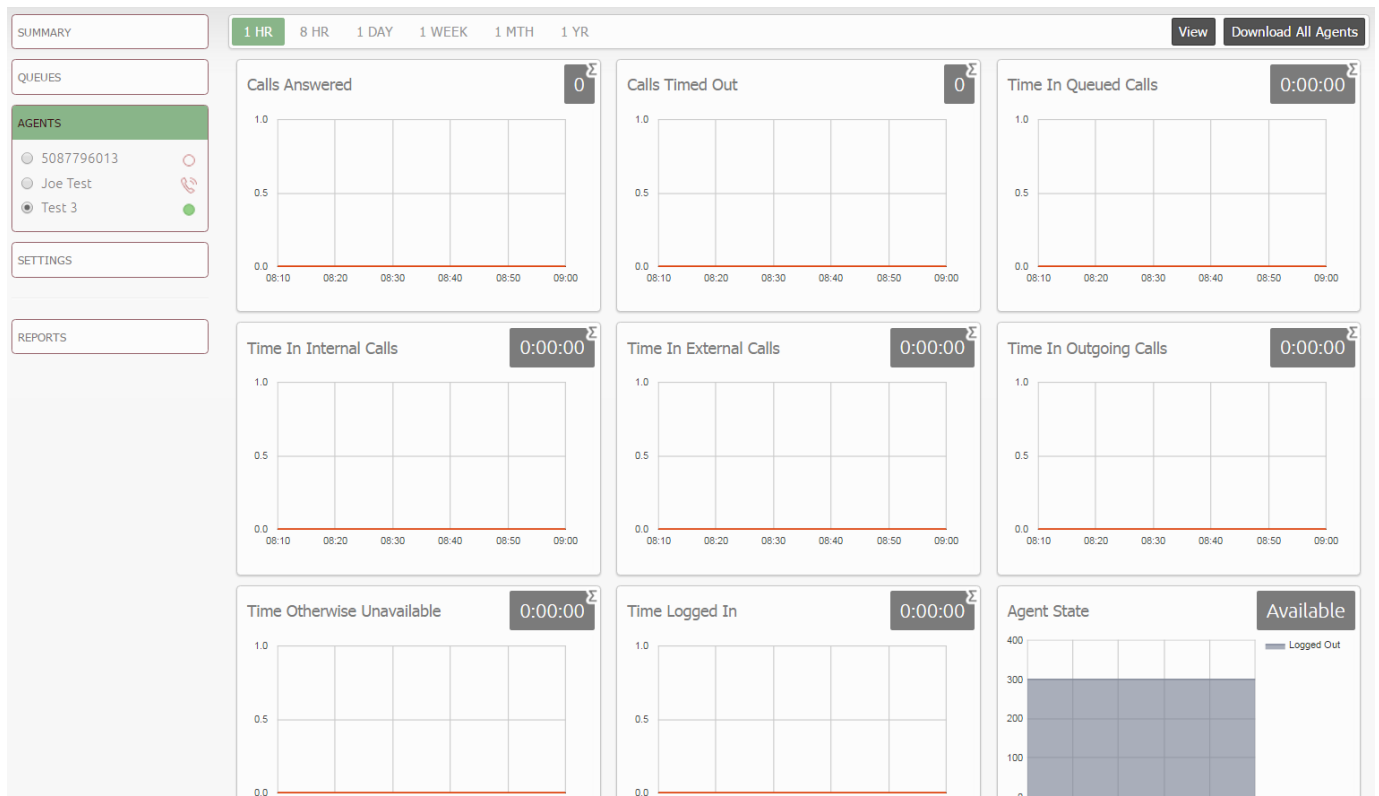 SUMMARY
QUEUES
AGENTS
5087796013
Joe Test
Test 3
SETTINGS
REPORTS
1 HR 8 HR 1 DAY 1 WEEK 1 MTH 1 YR View Download All Agents
Calls Answered 0 Σ
1.0
0.5
0.0
08:10 08:20 08:30 08:40 08:50 09:00
Calls Timed Out 0 Σ
1.0
0.5
0.0
08:10 08:20 08:30 08:40 08:50 09:00
Time In Queued Calls 0:00:00 Σ
1.0
0.5
0.0
08:10 08:20 08:30 08:40 08:50 09:00
Time In Internal Calls 0:00:00 Σ
1.0
0.5
0.0
08:10 08:20 08:30 08:40 08:50 09:00
Time In External Calls 0:00:00 Σ
1.0
0.5
0.0
08:10 08:20 08:30 08:40 08:50 09:00
Time In Outgoing Calls 0:00:00 Σ
1.0
0.5
0.0
08:10 08:20 08:30 08:40 08:50 09:00
Time Otherwise Unavailable 0:00:00 Σ
1.0
0.5
0.0
Time Logged In 0:00:00 Σ
1.0
0.5
0.0
Agent State Available
400
300
200
100
0
Logged Out